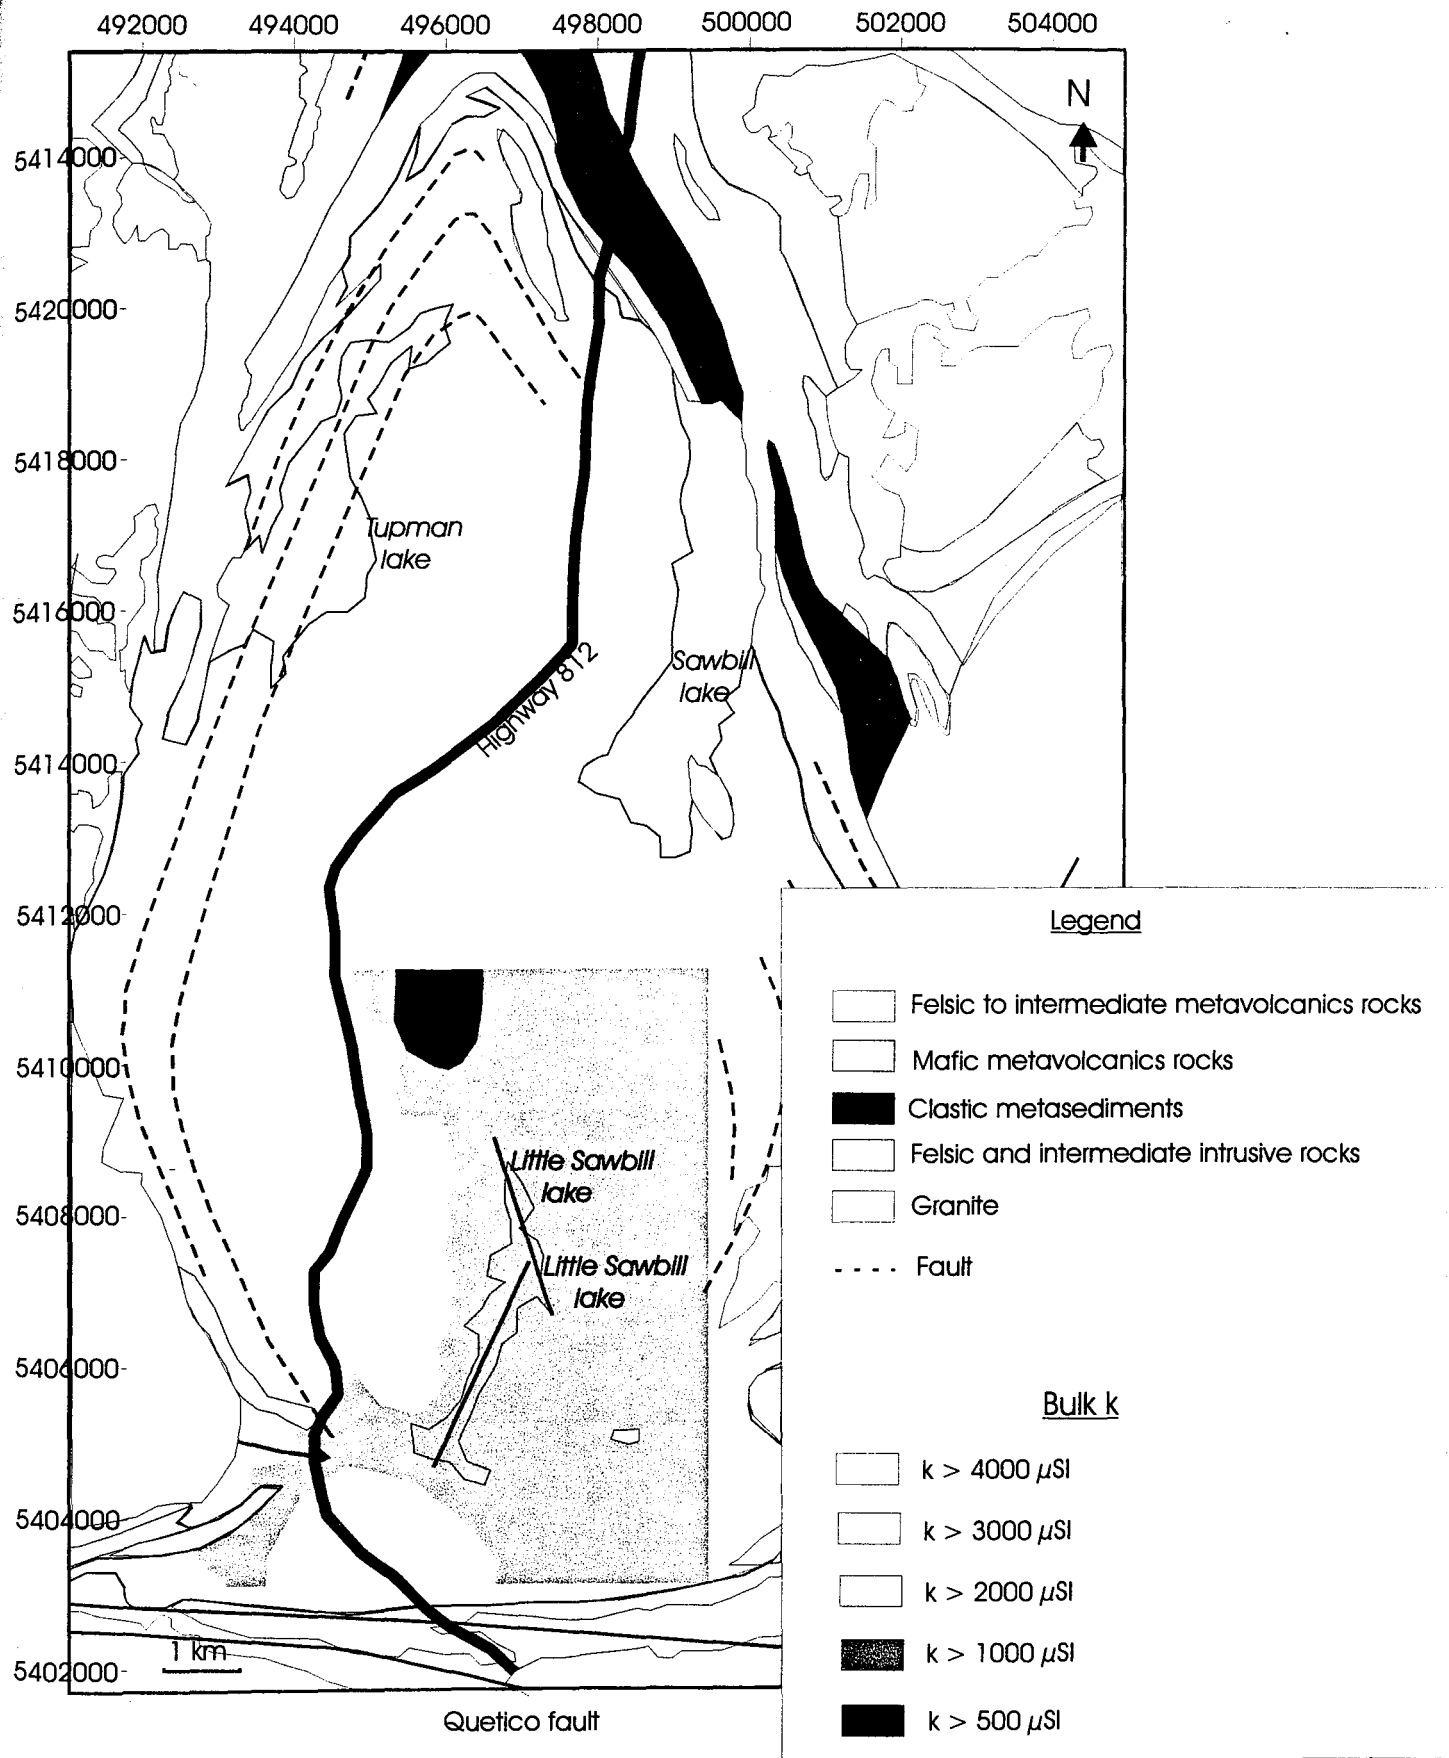 492000 494000 496000 498000 500000 502000 504000
N
5414000
5420000-
5418000-
Tupman
lake
5416000-
Sawbill
lake
Highway 812
5414000-
5412000-
Legend
Felsic to intermediate metavolcanics rocks
Mafic metavolcanics rocks
Clastic metasediments
Felsic and intermediate intrusive rocks
Granite
Fault
5410000-
Little Sawbill
lake
5408000-
Little Sawbill
lake
5406000-
Bulk k
k > 4000 µSI
k > 3000 µSI
k > 2000 µSI
k > 1000 µSI
k > 500 µSI
5404000-
1 km
5402000-
Quetico fault